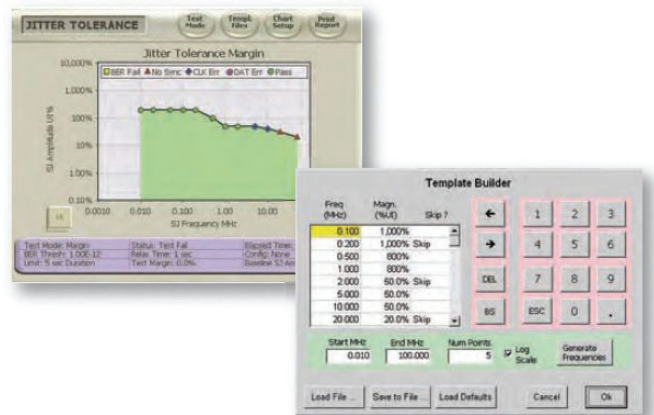 JITTER TOLERANCE
Test Mode
Templ. Files
Chart Setup
Print Report
Jitter Tolerance Margin
BER Fail No Sync CLK Err DAT Err Pass
SJ Amplitude UI%
10,000%
1,000%
100%
10%
1.00%
0.10%
0.0010 0.010 0.100 1.00 10.00
SJ Frequency MHz
Test Mode: Margin
BER Thresh: 1.00E-12
Limit: 5 sec Duration
Status: Test Fail
Relax Time: 1 sec
Test Margin: 0.0%
Elapsed Time:
Config: None
Baseline SJ Am
Template Builder
Freq (MHz) Magn. (%UI) Skip ?
0.100 1,000%
0.200 1,000% Skip
0.500 800%
1.000 800%
2.000 50.0% Skip
5.000 50.0%
10.000 50.0%
20.000 20.0% Skip
1 2 3
4 5 6
DEL 7 8 9
BS ESC 0 .
Start MHz End MHz Num Points
0.010 100.000 5
Log Scale
Generate Frequencies
Load File ... Save to File ... Load Defaults Cancel Ok